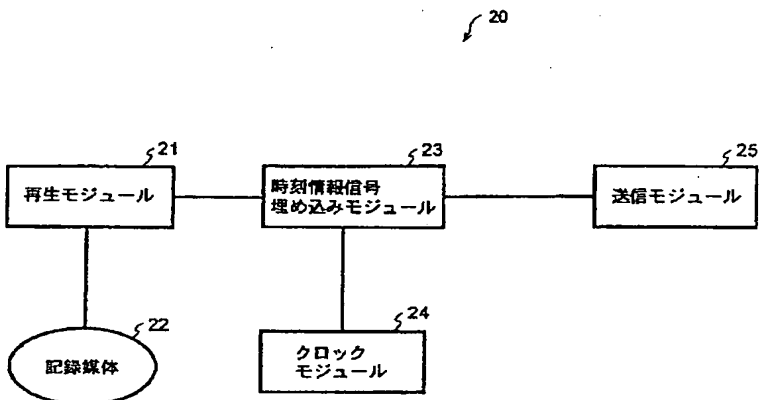 20
21
再生モジュール
23
時刻情報信号
埋め込みモジュール
25
送信モジュール
22
記録媒体
24
クロック
モジュール